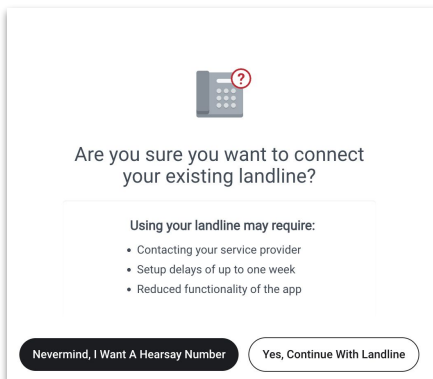 ?
Are you sure you want to connect
your existing landline?
Using your landline may require:
• Contacting your service provider
• Setup delays of up to one week
• Reduced functionality of the app
Nevermind, I Want A Hearsay Number
Yes, Continue With Landline